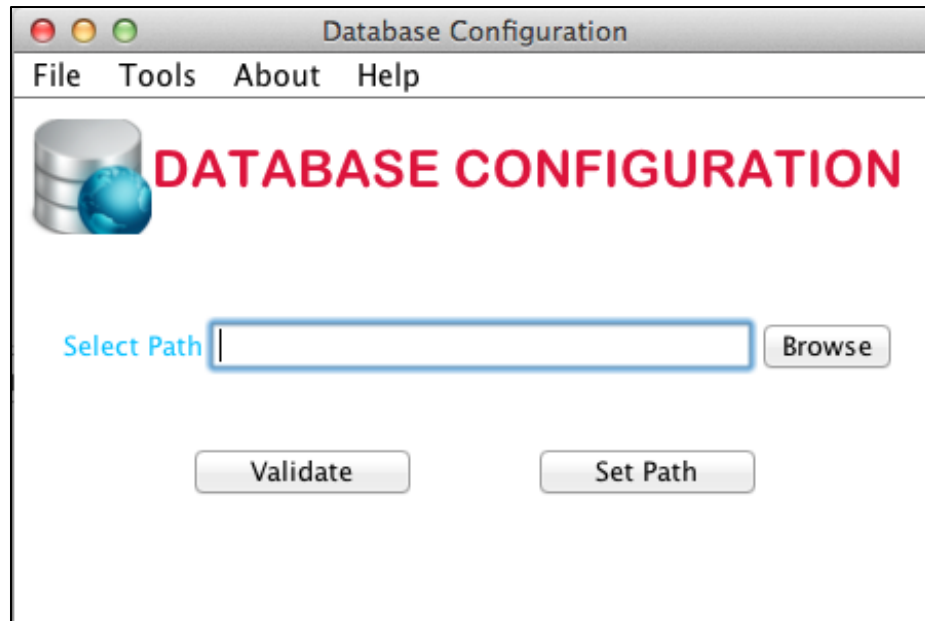 Database Configuration
File Tools About Help
DATABASE CONFIGURATION
Select Path Browse
Validate Set Path